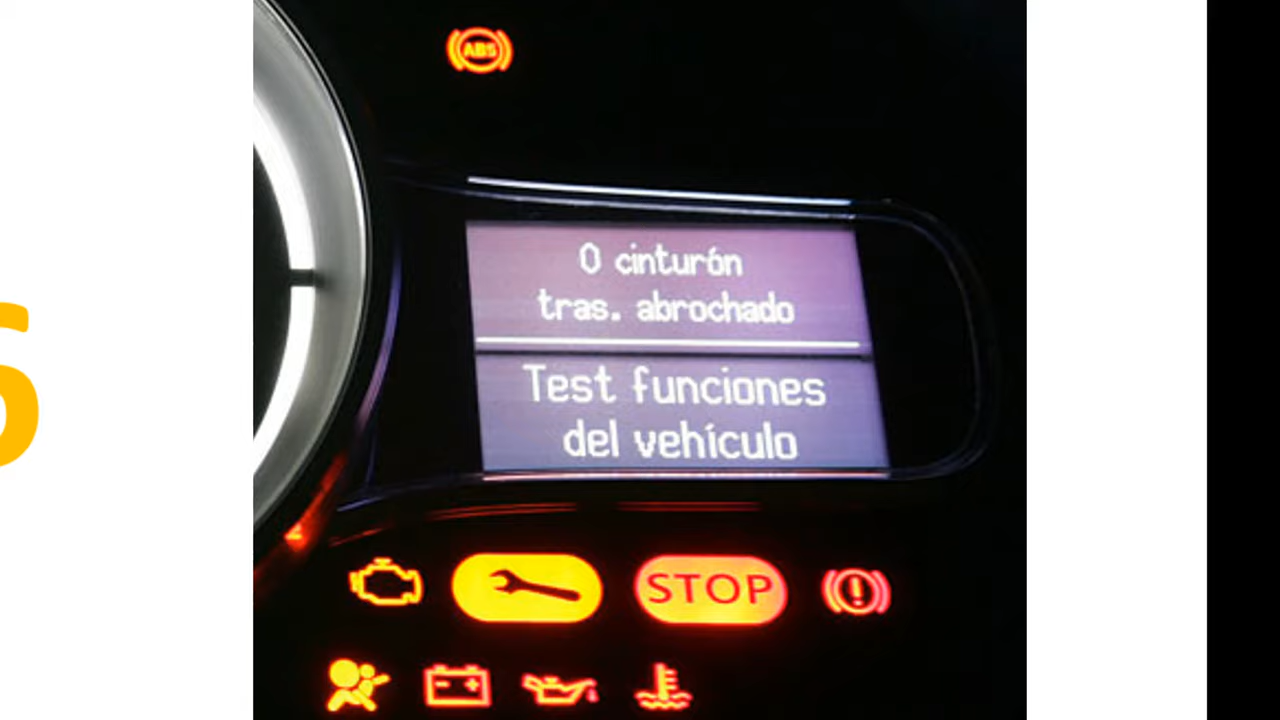 ABS
0 cinturón
tras. abrochado
Test funciones
del vehículo
STOP